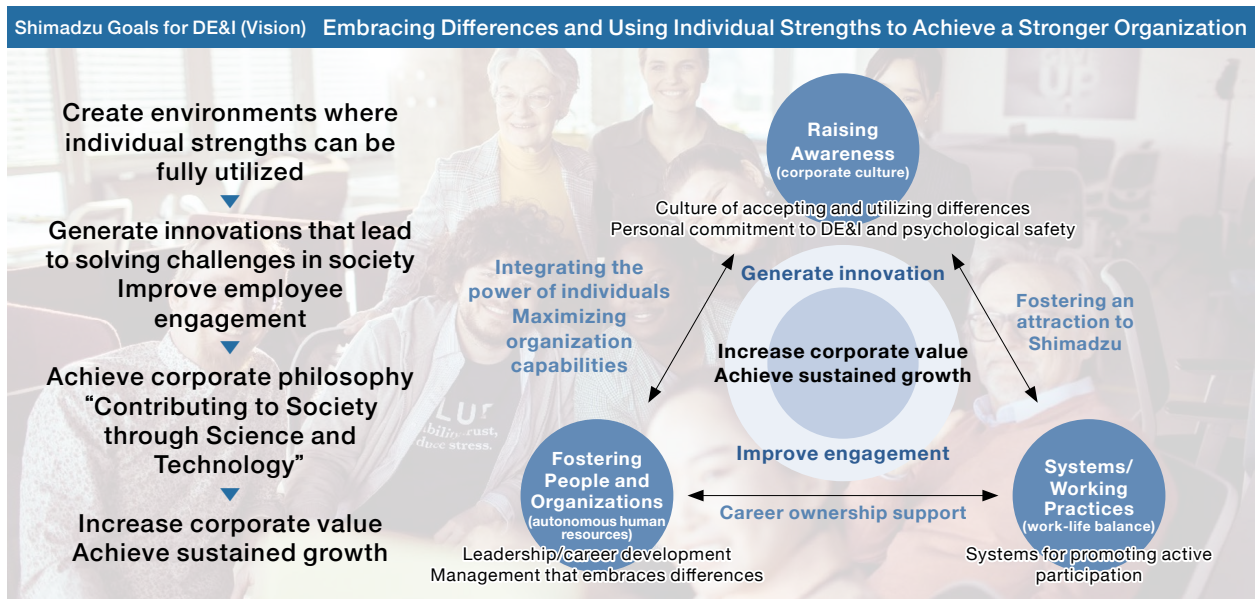 Shimadzu Goals for DE&I (Vision) Embracing Differences and Using Individual Strengths to Achieve a Stronger Organization
Create environments where
individual strengths can be
fully utilized
Generate innovations that lead
to solving challenges in society
Improve employee
engagement
Achieve corporate philosophy
“Contributing to Society
through Science and
Technology”
Increase corporate value
Achieve sustained growth
Raising
Awareness
(corporate culture)
Culture of accepting and utilizing differences
Personal commitment to DE&I and psychological safety
Integrating the
power of individuals
Maximizing
organization
capabilities
Generate innovation
Increase corporate value
Achieve sustained growth
Improve engagement
Fostering an
attraction to
Shimadzu
Fostering
People and
Organizations
(autonomous human
resources)
Leadership/career development
Management that embraces differences
Career ownership support
Systems/
Working
Practices
(work-life balance)
Systems for promoting active
participation